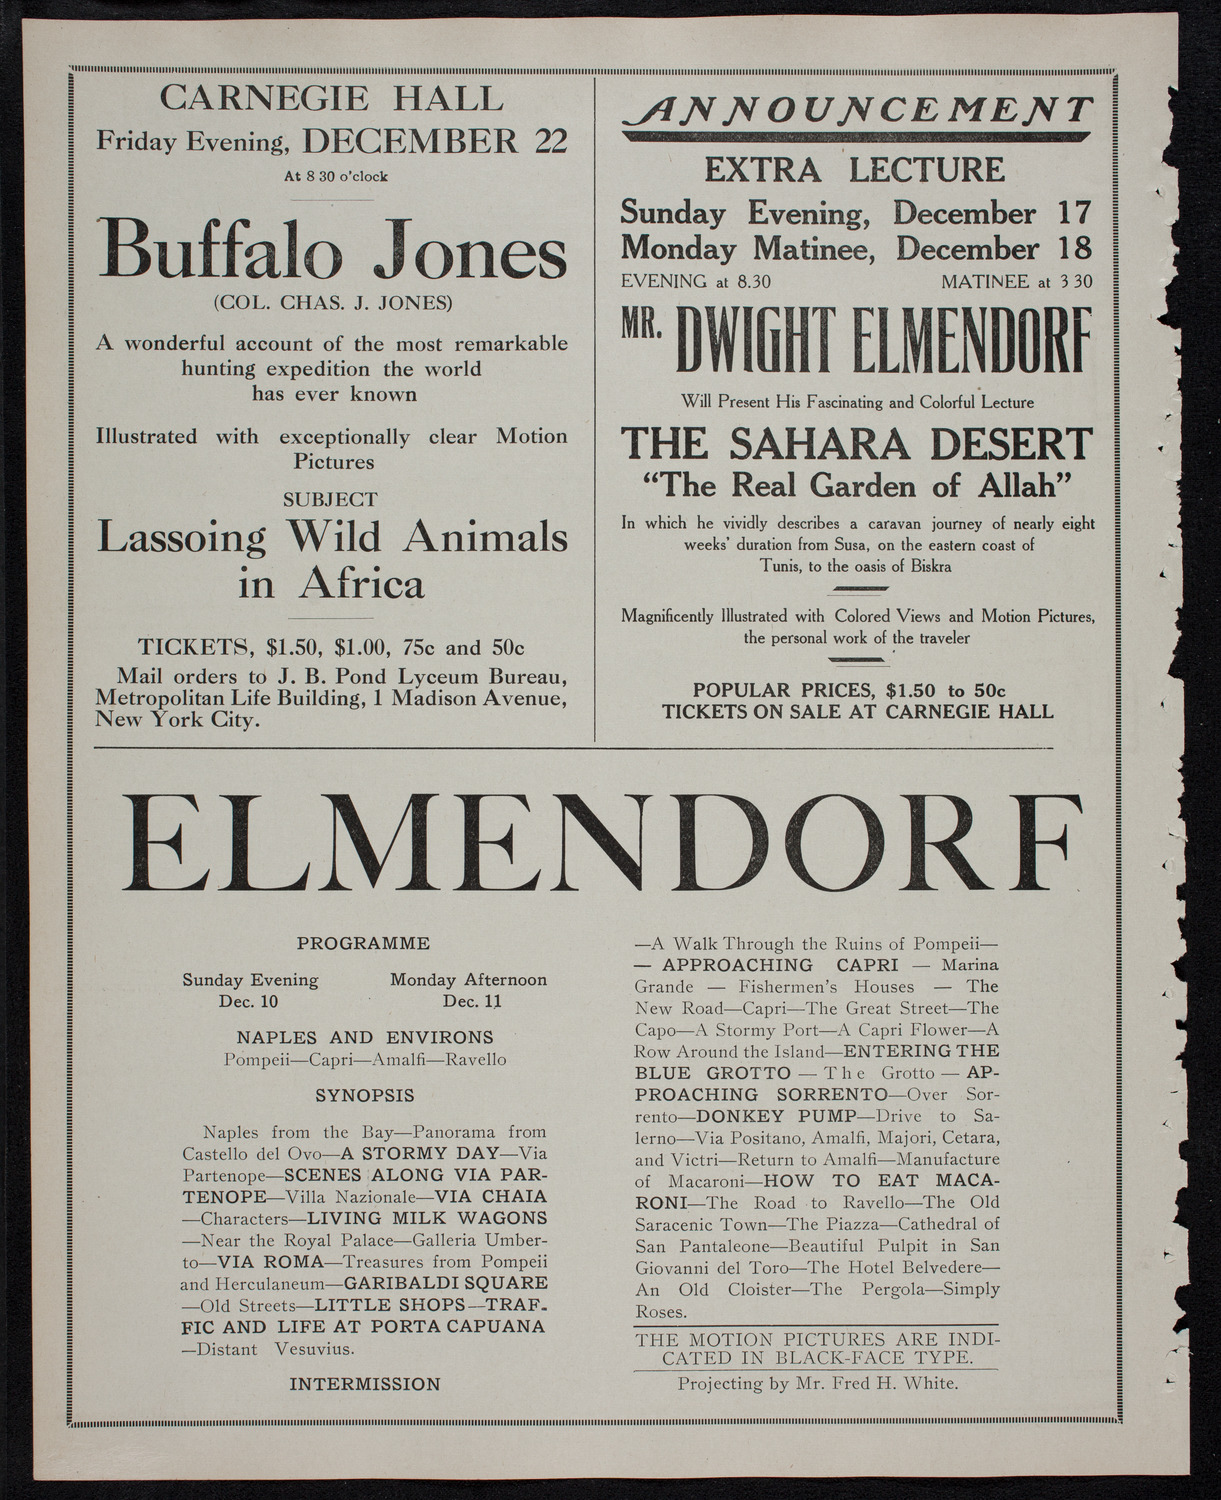 CARNEGIE HALL
Friday Evening, DECEMBER 22
At 8 30 o'clock
Buffalo Jones
(COL. CHAS. J. JONES)
A wonderful account of the most remarkable
hunting expedition the world
has ever known
Illustrated with exceptionally clear Motion
Pictures
SUBJECT
Lassoing Wild Animals
in Africa
TICKETS, $1.50, $1.00, 75c and 50c
Mail orders to J. B. Pond Lyceum Bureau,
Metropolitan Life Building, 1 Madison Avenue,
New York City.
ANNOUNCEMENT
EXTRA LECTURE
Sunday Evening, December 17
Monday Matinee, December 18
EVENING at 8.30 MATINEE at 3 30
MR. DWIGHT ELMENDORF
Will Present His Fascinating and Colorful Lecture
THE SAHARA DESERT
"The Real Garden of Allah"
In which he vividly describes a caravan journey of nearly eight
weeks' duration from Susa, on the eastern coast of
Tunis, to the oasis of Biskra
Magnificently Illustrated with Colored Views and Motion Pictures,
the personal work of the traveler
POPULAR PRICES, $1.50 to 50c
TICKETS ON SALE AT CARNEGIE HALL
ELMENDORF
PROGRAMME
Sunday Evening Monday Afternoon
Dec. 10 Dec. 11
NAPLES AND ENVIRONS
Pompeii—Capri—Amalfi—Ravello
SYNOPSIS
Naples from the Bay—Panorama from
Castello del Ovo—A STORMY DAY—Via
Partenope—SCENES ALONG VIA PAR-
TENOPE—Villa Nazionale—VIA CHAIA
—Characters—LIVING MILK WAGONS
—Near the Royal Palace—Galleria Umber-
to—VIA ROMA—Treasures from Pompeii
and Herculaneum—GARIBALDI SQUARE
—Old Streets—LITTLE SHOPS—TRAF-
FIC AND LIFE AT PORTA CAPUANA
—Distant Vesuvius.
INTERMISSION
—A Walk Through the Ruins of Pompeii—
— APPROACHING CAPRI — Marina
Grande — Fishermen's Houses — The
New Road—Capri—The Great Street—The
Capo—A Stormy Port—A Capri Flower—A
Row Around the Island—ENTERING THE
BLUE GROTTO — The Grotto — AP-
PROACHING SORRENTO—Over Sor-
rento—DONKEY PUMP—Drive to Sa-
lerno—Via Positano, Amalfi, Majori, Cetara,
and Victri—Return to Amalfi—Manufacture
of Macaroni—HOW TO EAT MACA-
RONI—The Road to Ravello—The Old
Saracenic Town—The Piazza—Cathedral of
San Pantaleone—Beautiful Pulpit in San
Giovanni del Toro—The Hotel Belvedere—
An Old Cloister—The Pergola—Simply
Roses.
THE MOTION PICTURES ARE INDI-
CATED IN BLACK-FACE TYPE.
Projecting by Mr. Fred H. White.